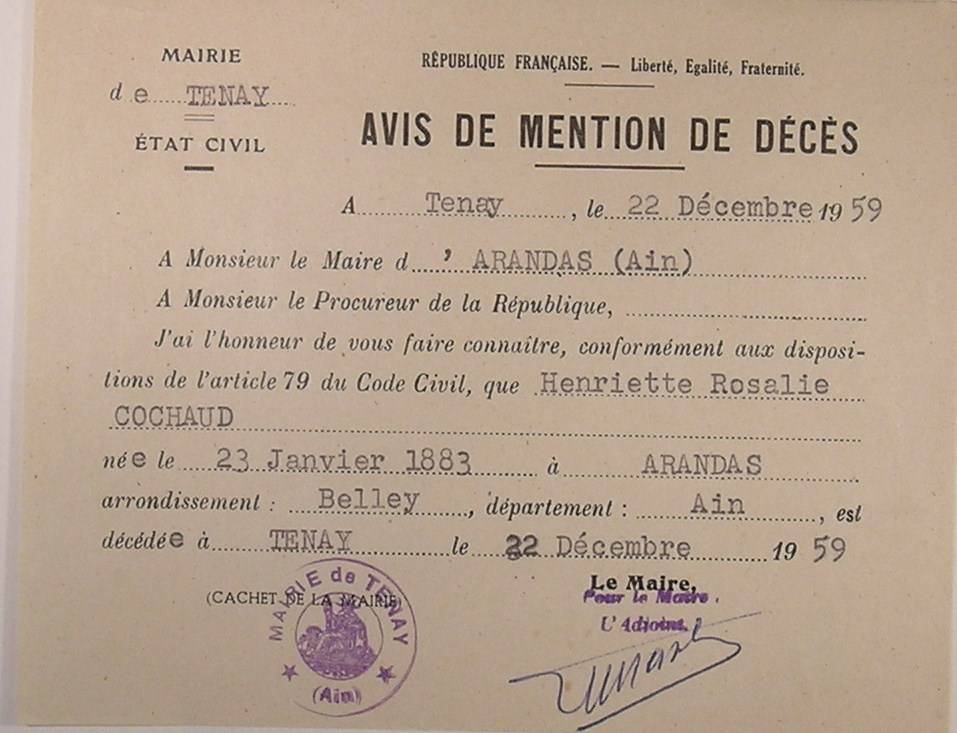 MAIRIE
de TENAY
ÉTAT CIVIL
RÉPUBLIQUE FRANÇAISE. — Liberté, Egalité, Fraternité.
AVIS DE MENTION DE DÉCÈS
A Tenay, le 22 Décembre 1959
A Monsieur le Maire d'ARANDAS (Ain)
A Monsieur le Procureur de la République,
J'ai l'honneur de vous faire connaître, conformément aux disposi-
tions de l'article 79 du Code Civil, que Henriette Rosalie
COCHAUD
née le 23 Janvier 1883 à ARANDAS
arrondissement : Belley, département : Ain, est
décédée à TENAY le 22 Décembre 1959
(CACHET DE LA MAIRIE)
MAIRIE de TENAY
(Ain)
Le Maire,
Pour le Maire,
L'Adjoint,